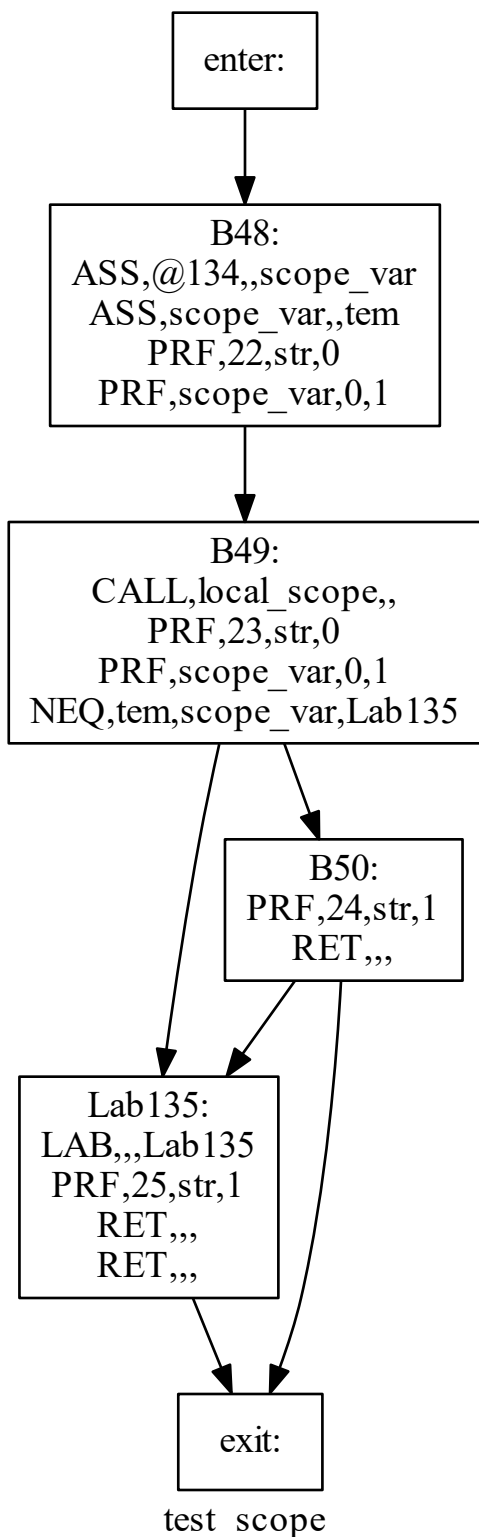 enter:
B48:
ASS,@134,,scope_var
ASS,scope_var,,tem
PRF,22,str,0
PRF,scope_var,0,1
B49:
CALL,local_scope,,
PRF,23,str,0
PRF,scope_var,0,1
NEQ,tem,scope_var,Lab135
B50:
PRF,24,str,1
RET,,,
Lab135:
LAB,,,Lab135
PRF,25,str,1
RET,,,
RET,,,
exit:
test_scope